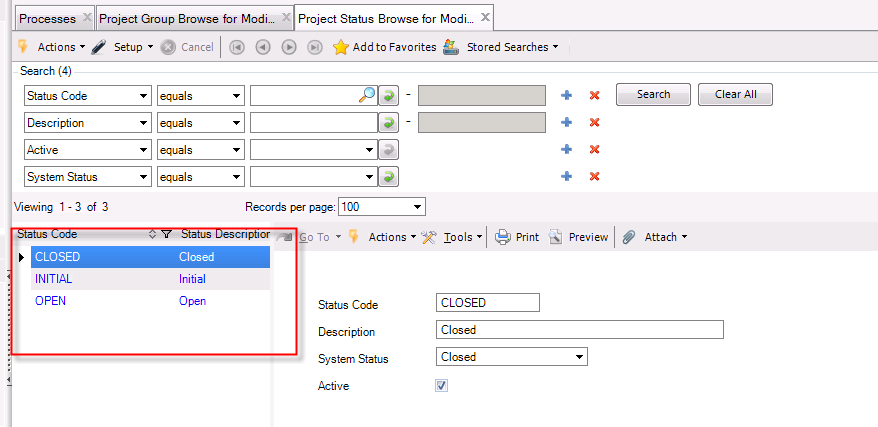 Processes Project Group Browse for Modi... Project Status Browse for Modi...
Actions Setup Cancel Add to Favorites Stored Searches
Search (4)
Status Code equals - Search Clear All
Description equals -
Active equals
System Status equals
Viewing 1 - 3 of 3 Records per page: 100
Status Code Status Description Go To Actions Tools Print Preview Attach
CLOSED Closed
INITIAL Initial
OPEN Open
Status Code CLOSED
Description Closed
System Status Closed
Active